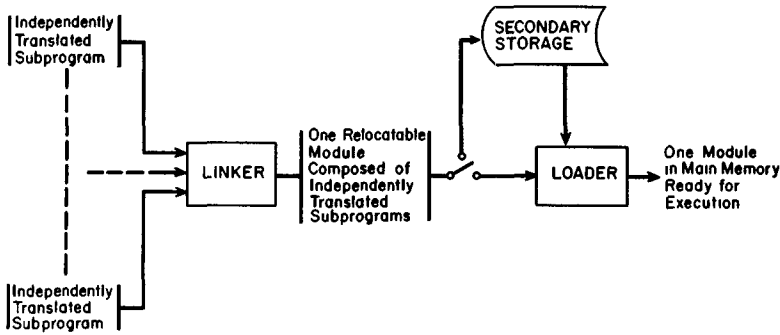 Independently
Translated
Subprogram
SECONDARY
STORAGE
LINKER
One Relocatable
Module
Composed of
Independently
Translated
Subprograms
LOADER
One Module
in Main Memory
Ready for
Execution
Independently
Translated
Subprogram